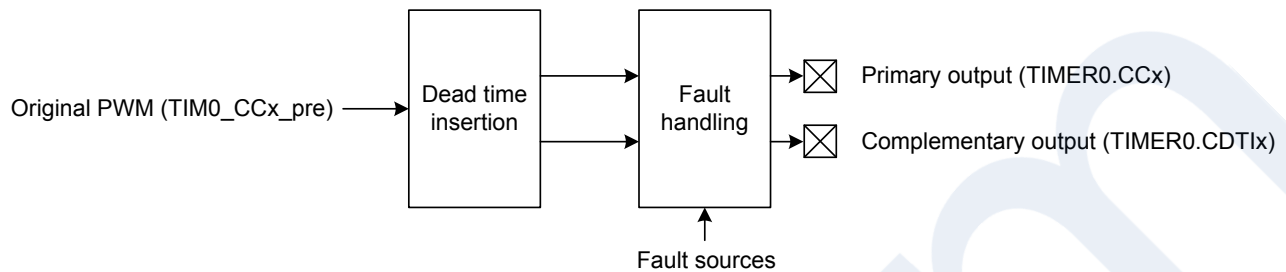 Original PWM (TIM0_CCx_pre)
Dead time
insertion
Fault
handling
Primary output (TIMER0.CCx)
Complementary output (TIMER0.CDTIx)
Fault sources